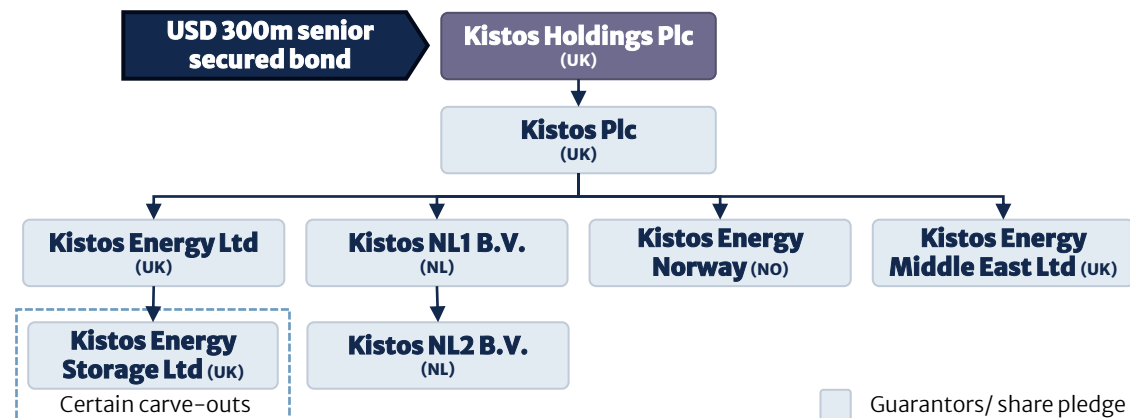 USD 300m senior
secured bond
Kistos Holdings Plc
(UK)
Kistos Plc
(UK)
Kistos Energy Ltd
(UK)
Kistos NL1 B.V.
(NL)
Kistos Energy
Norway (NO)
Kistos Energy
Middle East Ltd (UK)
Kistos Energy
Storage Ltd (UK)
Kistos NL2 B.V.
(NL)
Certain carve-outs
Guarantors/ share pledge